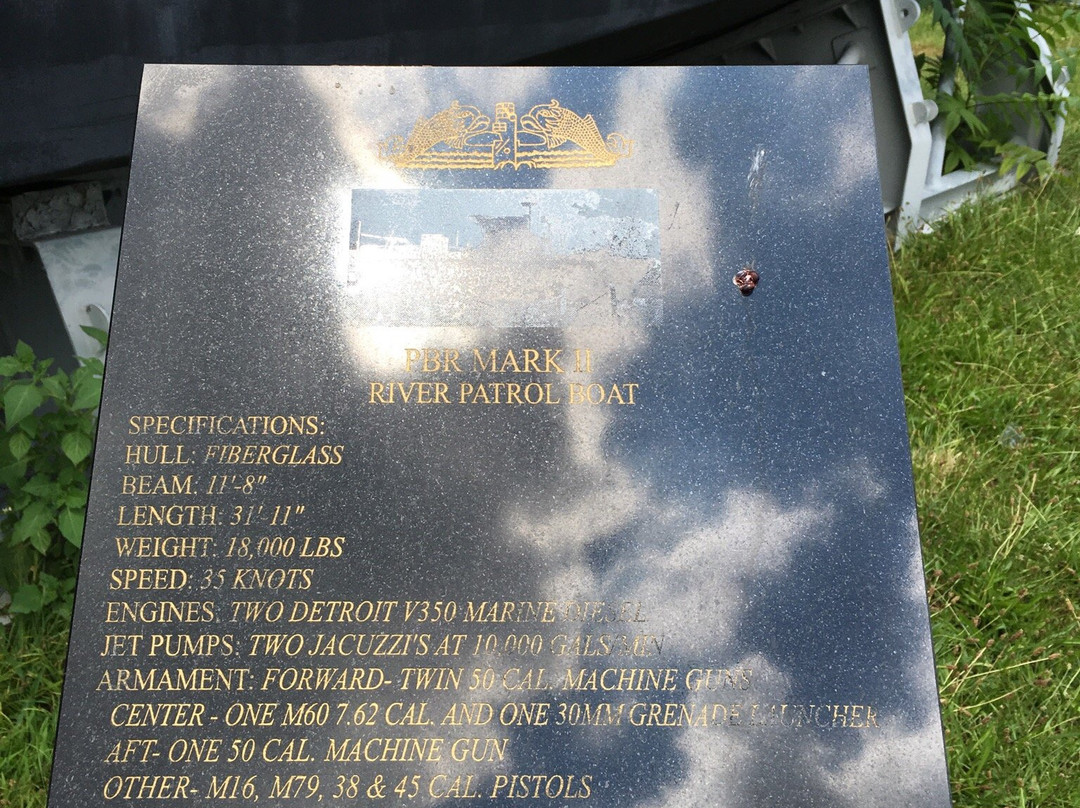 PBR MARK II
RIVER PATROL BOAT
SPECIFICATIONS:
HULL: FIBERGLASS
BEAM: 11'-8"
LENGTH: 31'-11"
WEIGHT: 18,000 LBS
SPEED: 35 KNOTS
ENGINES: TWO DETROIT V350 MARINE DIESEL
JET PUMPS: TWO JACUZZI'S AT 10,000 GALS/MIN
ARMAMENT: FORWARD- TWIN 50 CAL. MACHINE GUNS
CENTER - ONE M60 7.62 CAL. AND ONE 30MM GRENADE LAUNCHER
AFT- ONE 50 CAL. MACHINE GUN
OTHER- M16, M79, 38 & 45 CAL. PISTOLS